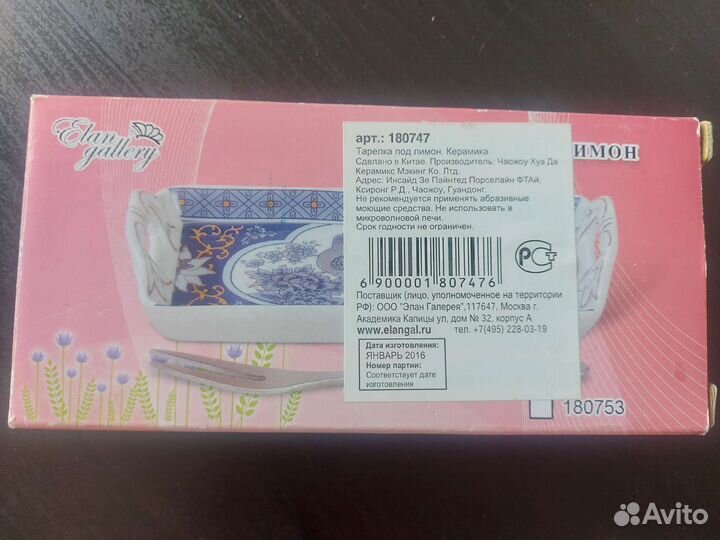 Elan
gallery
арт.: 180747
Тарелка под лимон. Керамика.
Сделано в Китае. Производитель: Чаожоу Хуа Да
Керамикс Мэкинг Ко. Лтд.
Адрес: Инсайд Зе Пайнтед Порселайн ФТАй,
Ксиронг Р.Д., Чаожоу, Гуандонг.
Не рекомендуется применять абразивные
моющие средства. Не использовать в
микроволновой печи.
Срок годности не ограничен.
ИМОН
6 900001 807476
РСТ
Поставщик (лицо, уполномоченное на территории
РФ): ООО "Элан Галерея",117647, Москва г,
Академика Капицы ул, дом № 32, корпус А
www.elangal.ru тел. +7(495) 228-03-19
Дата изготовления:
ЯНВАРЬ 2016
Номер партии:
Соответствует дате
изготовления
180753
Avito